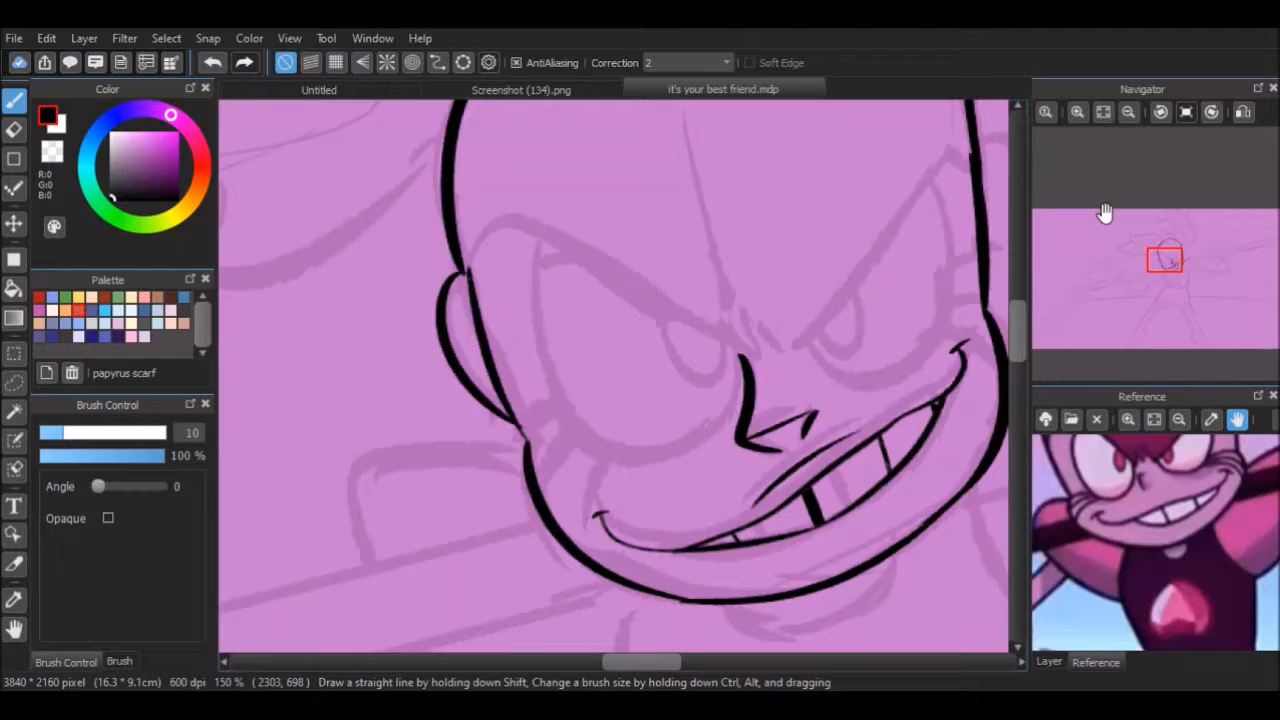 File Edit Layer Filter Select Snap Color Tool Window Help
AntiAliasing Correction 2 Soft Edge
Color
Untitled Screenshot (134).png it's your best friend.mdp
Navigator
R:0
G:0
B:0
Palette
papyrus scarf
Brush Control
10
100 %
Angle 0
Opaque
Reference
Brush Control Brush
Layer Reference
3840 * 2160 pixel (16.3 * 9.1cm) 600 dpi 150 % ( 2303, 698 ) Draw a straight line by holding down Shift, Change a brush size by holding down Ctrl, Alt, and dragging